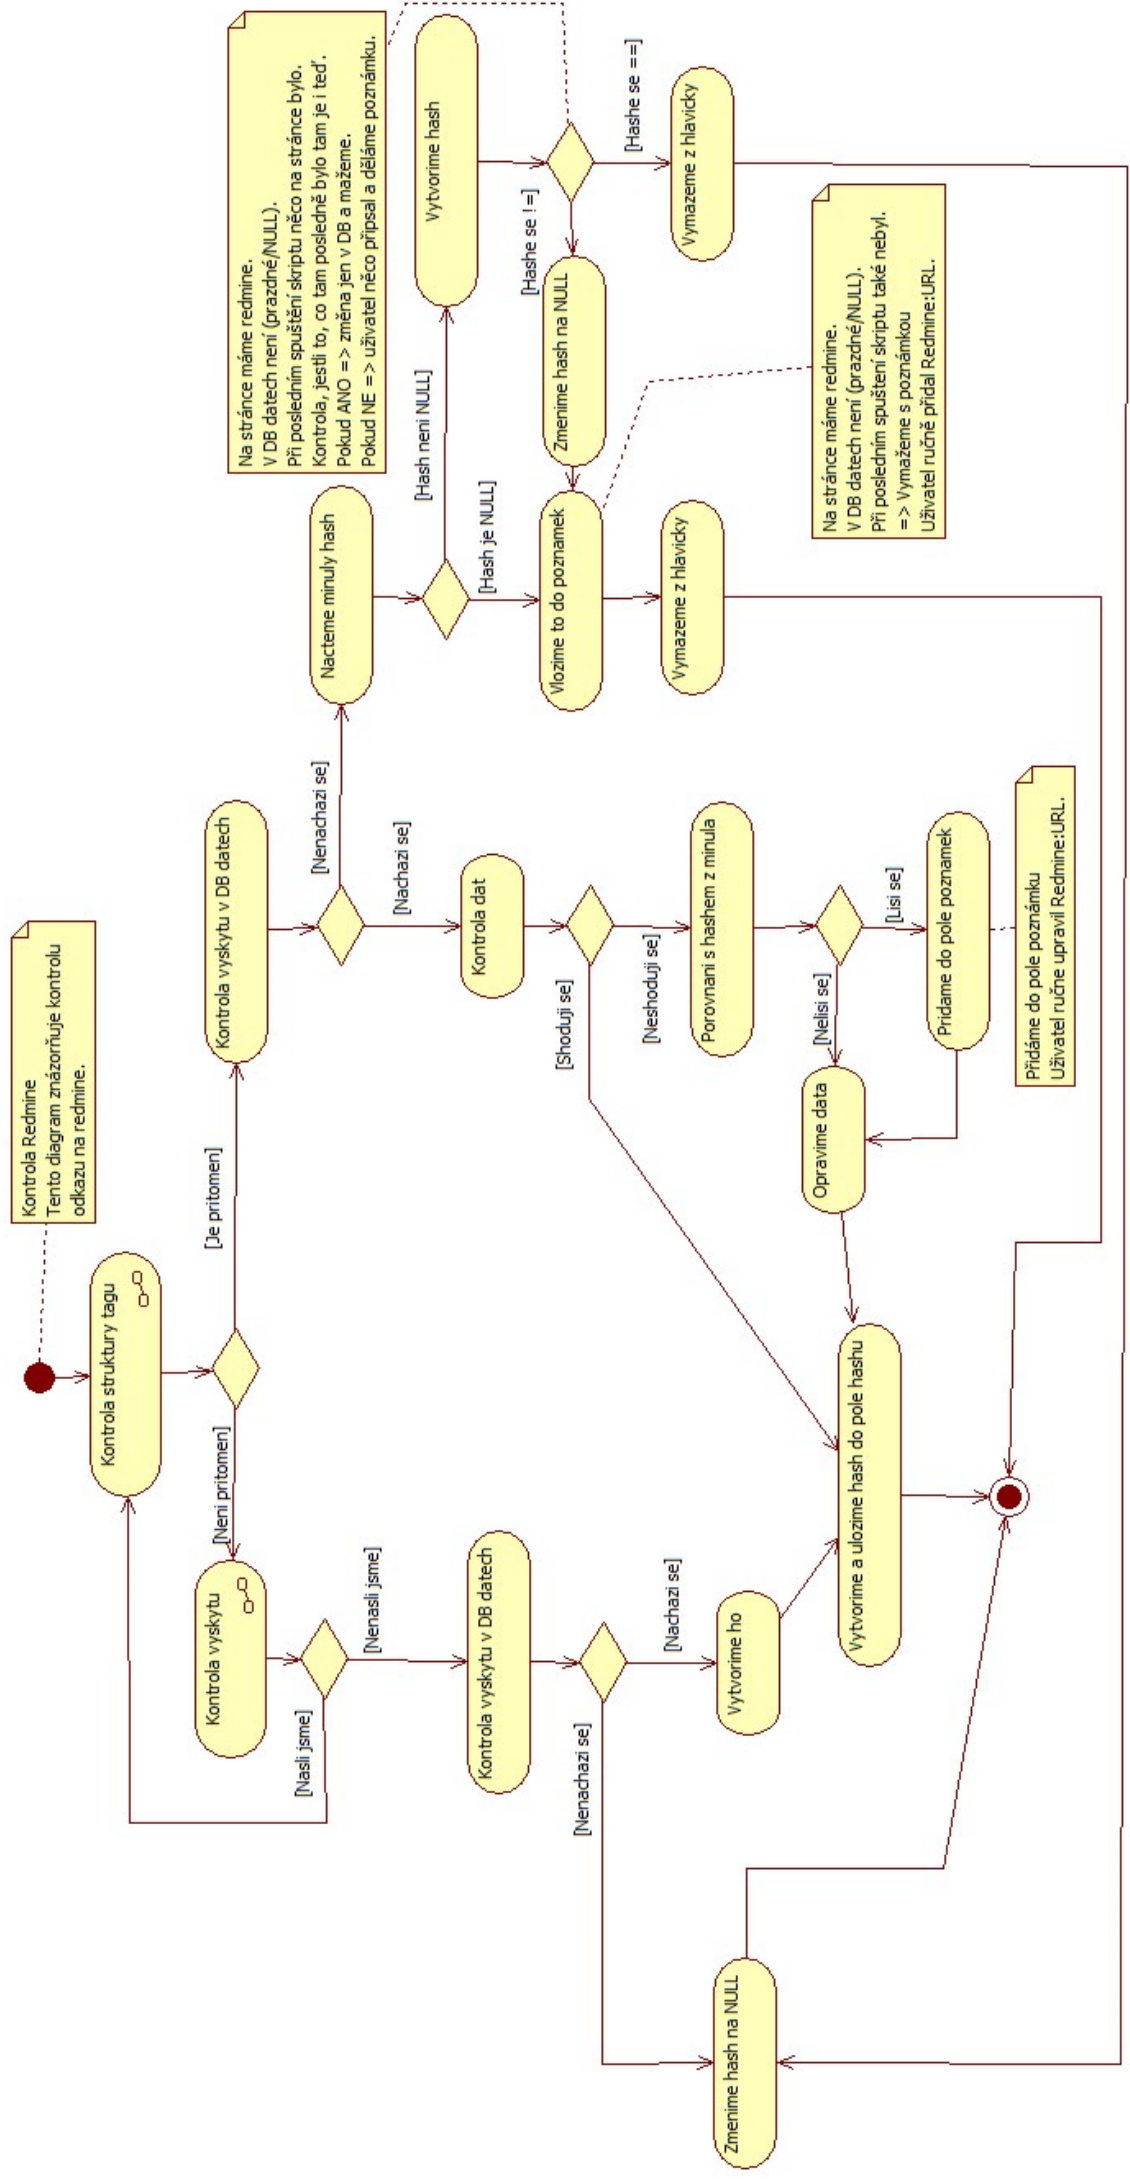 Kontrola Redmine
Tento diagram znázorňuje kontrolu
odkazu na redmine.
Kontrola struktury tagu
[Neni pritomen]
[Je pritomen]
Kontrola vyskytu
[Nasli jsme]
[Nenasli jsme]
Kontrola vyskytu v DB datech
[Nenachazi se]
[Nachazi se]
Vytvorime ho
Zmenime hash na NULL
Vytvorime a ulozime hash do pole hashu
Kontrola vyskytu v DB datech
[Nenachazi se]
[Nachazi se]
Kontrola dat
[Shoduji se]
[Neshoduji se]
Porovnani s hashem z minula
[Nelisi se]
[Lisi se]
Opravime data
Pridame do pole poznamek
Přidáme do pole poznámku
Uživatel ručne upravil Redmine:URL.
Nacteme minuly hash
[Hash není NULL]
[Hash je NULL]
Vlozime to do poznamek
Vymazeme z hlavicky
Na stránce máme redmine.
V DB datech není (prazdné/NULL).
Při posledním spuštění skriptu něco na stránce bylo.
Kontrola, jestli to, co tam posledně bylo tam je i teď.
Pokud ANO => změna jen v DB a mažeme.
Pokud NE => uživatel něco připsal a děláme poznámku.
Vytvorime hash
[Hashe se !=]
[Hashe se ==]
Zmenime hash na NULL
Vymazeme z hlavicky
Na stránce máme redmine.
V DB datech není (prazdné/NULL).
Při posledním spuštení skriptu také nebyl.
=> Vymažeme s poznámkou
Uživatel ručně přidal Redmine:URL.